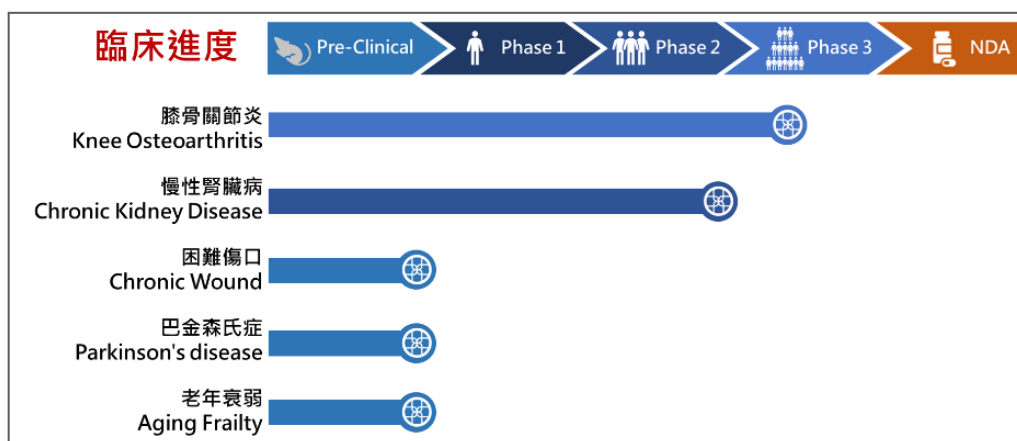 臨床進度
Pre-Clinical
Phase 1
Phase 2
Phase 3
NDA
膝骨關節炎
Knee Osteoarthritis
慢性腎臟病
Chronic Kidney Disease
困難傷口
Chronic Wound
巴金森氏症
Parkinson's disease
老年衰弱
Aging Frailty